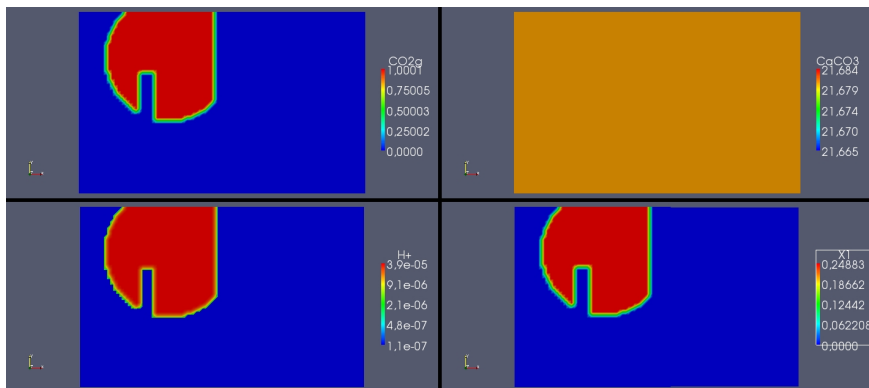 CO2g
1,0001
0,75005
0,50003
0,25002
0,0000
CaCO3
21,684
21,679
21,674
21,670
21,665
H+
3,9e-05
9,1e-06
2,1e-06
4,8e-07
1,1e-07
X1
0,24883
0,18662
0,12442
0,062208
0,0000